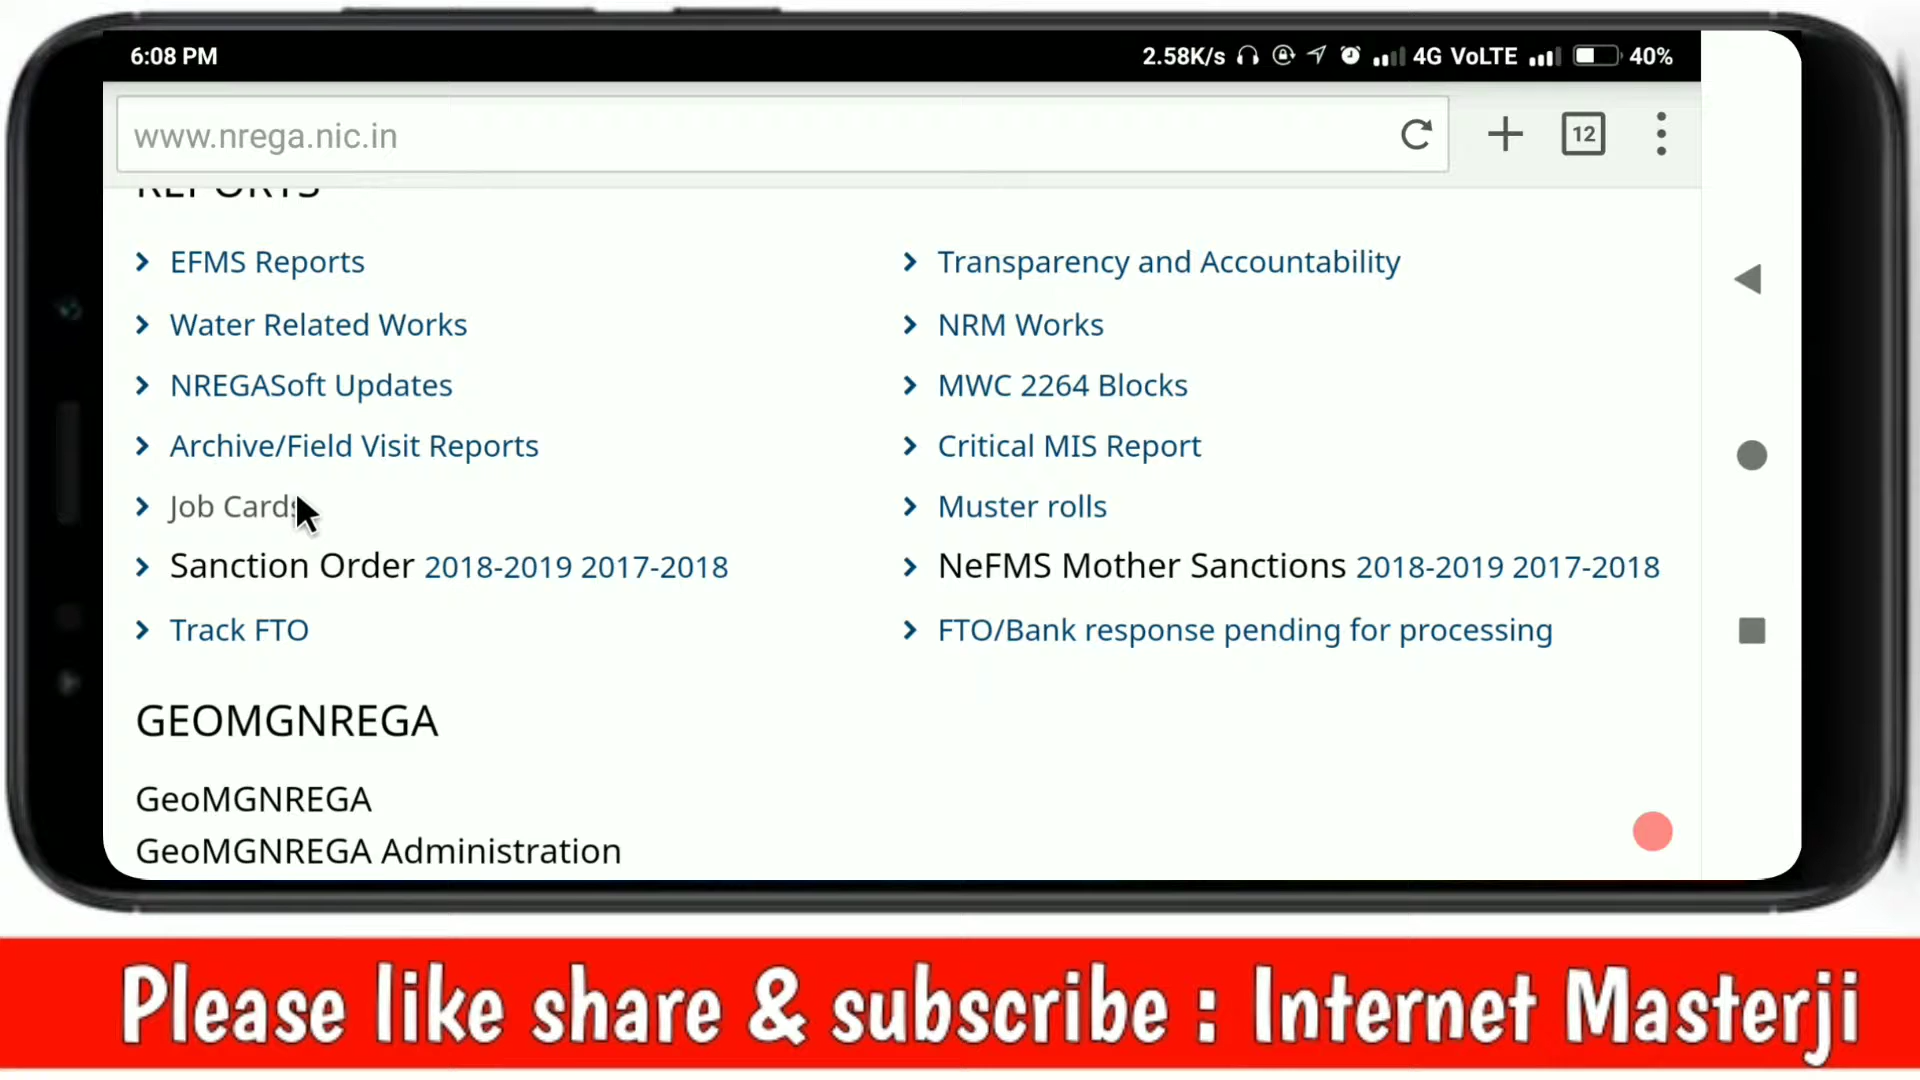 6:08 PM
2.58K/s 4G VoLTE 40%
www.nrega.nic.in
12
REPORTS
EFMS Reports
Transparency and Accountability
Water Related Works
NRM Works
NREGASoft Updates
MWC 2264 Blocks
Archive/Field Visit Reports
Critical MIS Report
Job Cards
Muster rolls
Sanction Order 2018-2019 2017-2018
NeFMS Mother Sanctions 2018-2019 2017-2018
Track FTO
FTO/Bank response pending for processing
GEOMGNREGA
GeoMGNREGA
GeoMGNREGA Administration
Please like share & subscribe : Internet Masterji